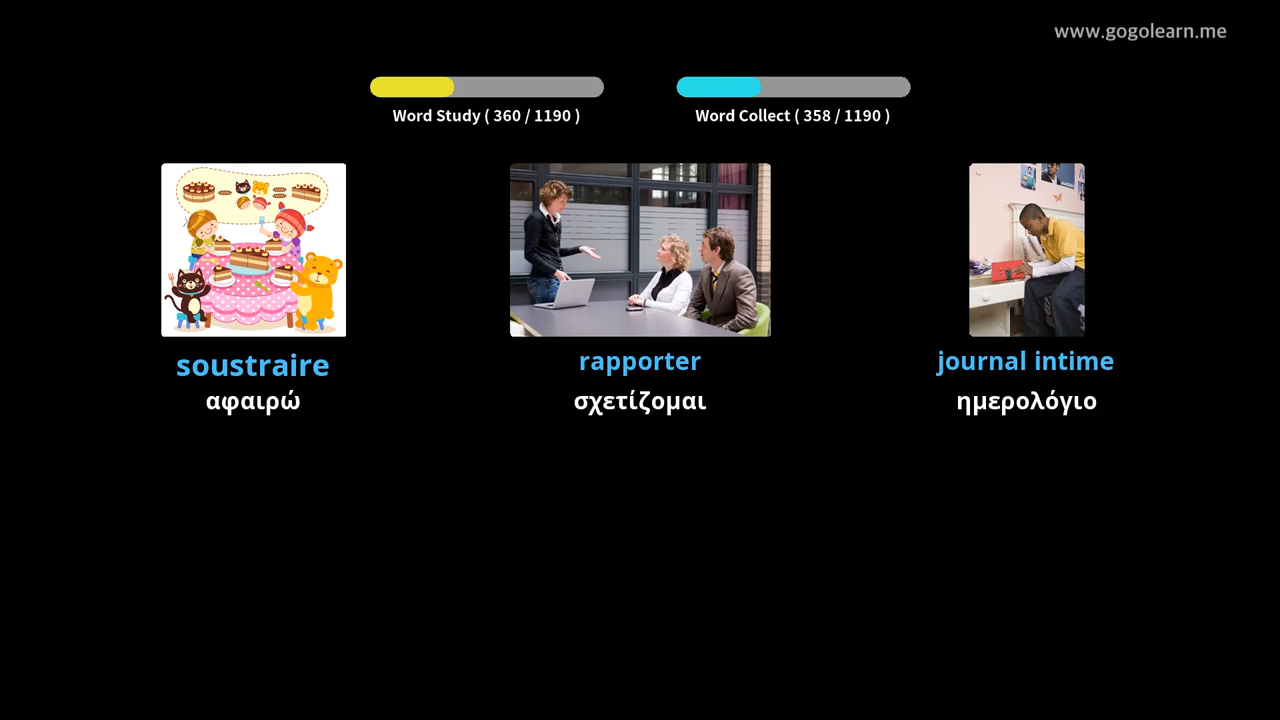 www.gogolearn.me
Word Study ( 360 / 1190 )
Word Collect ( 358 / 1190 )
soustraire
αφαιρώ
rapporter
σχετίζομαι
journal intime
ημερολόγιο